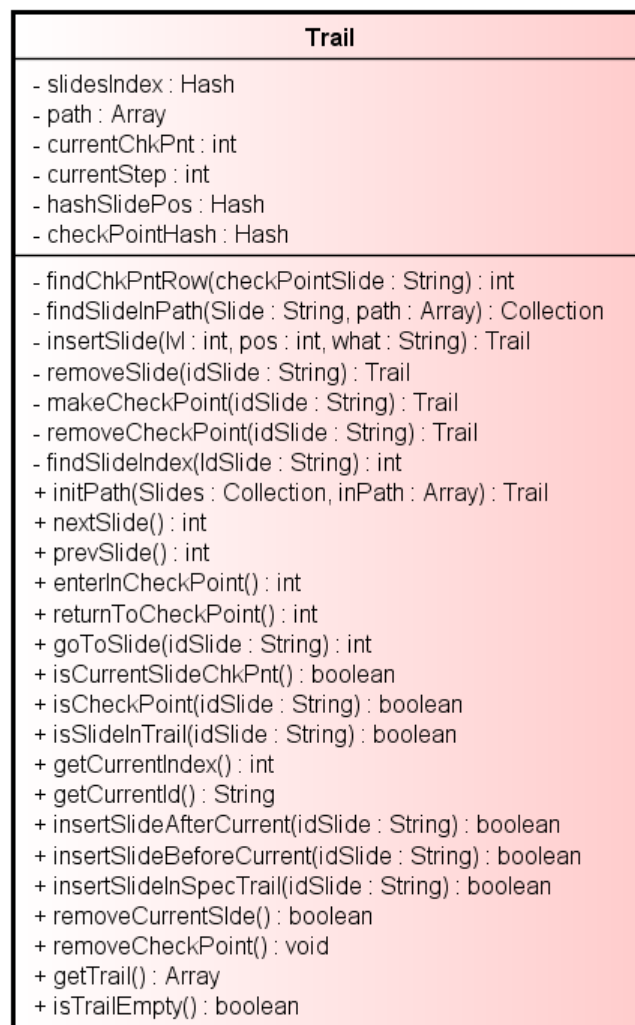 Trail
- slidesIndex : Hash
- path : Array
- currentChkPnt : int
- currentStep : int
- hashSlidePos : Hash
- checkPointHash : Hash
- findChkPntRow(checkPointSlide : String) : int
- findSlideInPath(Slide : String, path : Array) : Collection
- insertSlide(lvl : int, pos : int, what : String) : Trail
- removeSlide(idSlide : String) : Trail
- makeCheckPoint(idSlide : String) : Trail
- removeCheckPoint(idSlide : String) : Trail
- findSlideIndex(IdSlide : String) : int
+ initPath(Slides : Collection, inPath : Array) : Trail
+ nextSlide() : int
+ prevSlide() : int
+ enterInCheckPoint() : int
+ returnToCheckPoint() : int
+ goToSlide(idSlide : String) : int
+ isCurrentSlideChkPnt() : boolean
+ isCheckPoint(idSlide : String) : boolean
+ isSlideInTrail(idSlide : String) : boolean
+ getCurrentIndex() : int
+ getCurrentId() : String
+ insertSlideAfterCurrent(idSlide : String) : boolean
+ insertSlideBeforeCurrent(idSlide : String) : boolean
+ insertSlideInSpecTrail(idSlide : String) : boolean
+ removeCurrentSlde() : boolean
+ removeCheckPoint() : void
+ getTrail() : Array
+ isTrailEmpty() : boolean